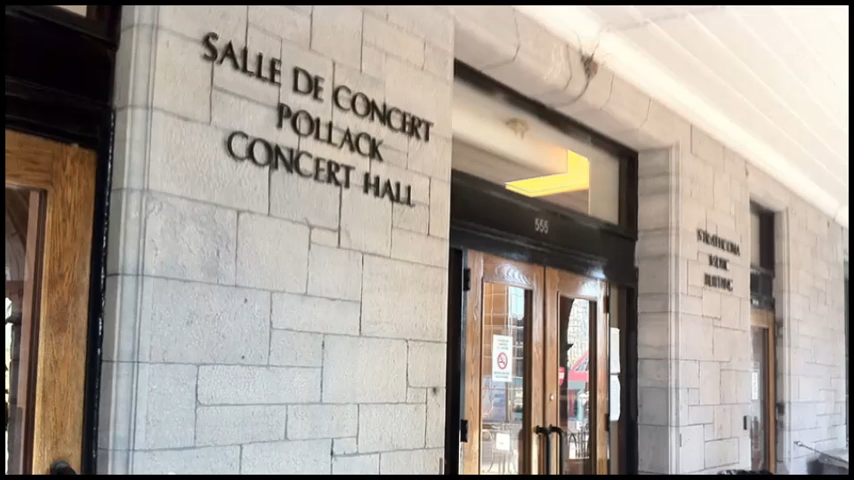 SALLE DE CONCERT
POLLACK
CONCERT HALL
555
STRATHCONA
MUSIC
BUILDING